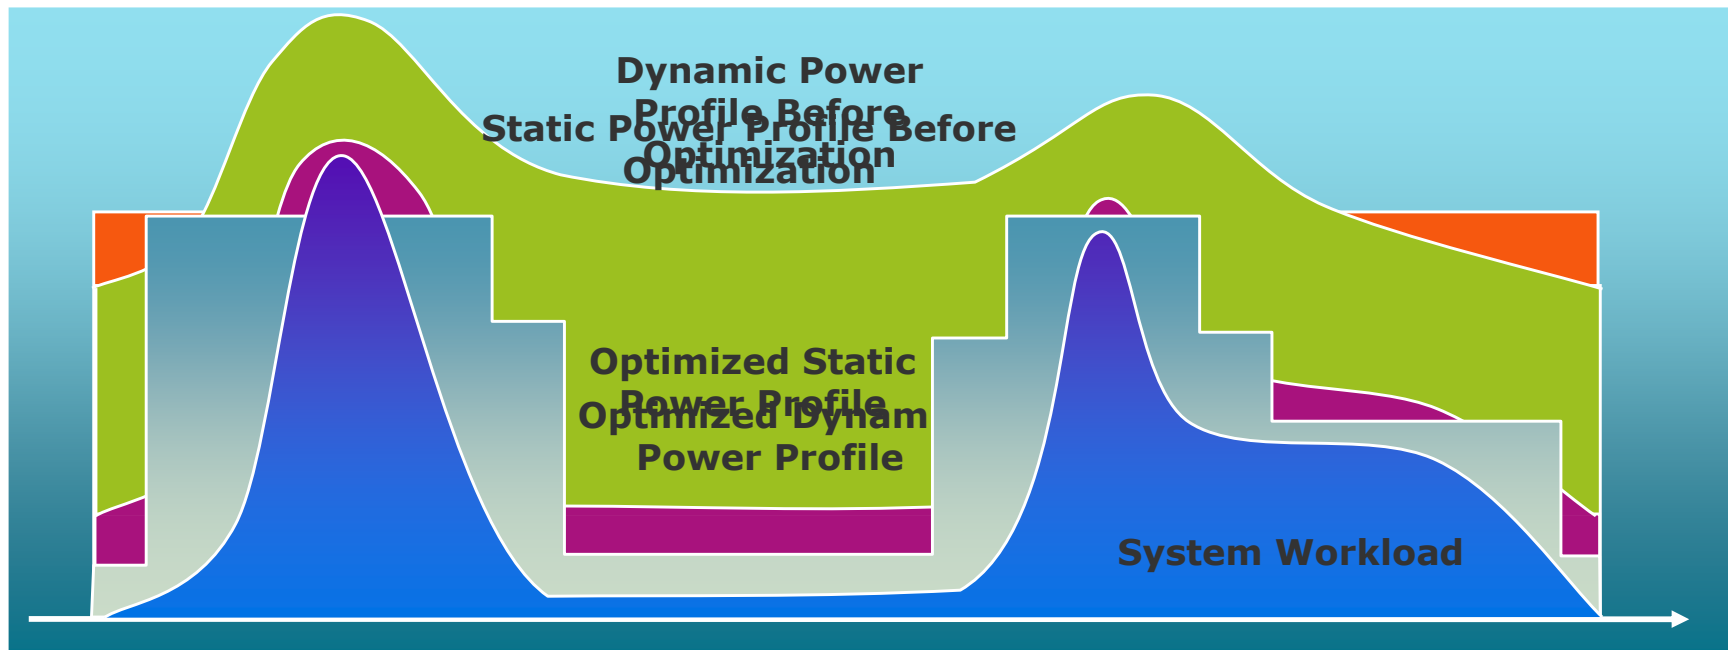 Dynamic Power
Profile Before
Optimization
Static Power Profile Before
Optimization
Optimized Static
Power Profile
Optimized Dynam
Power Profile
System Workload